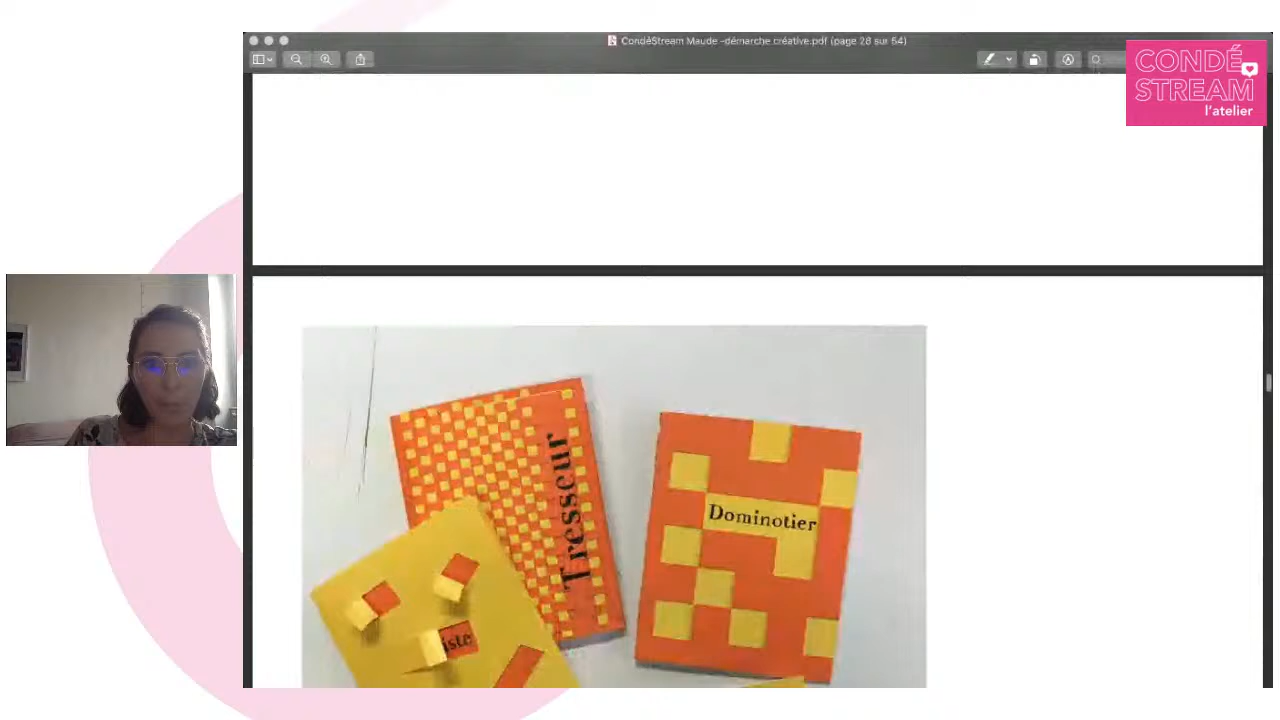 CondéStream Maude -démarche créative.pdf (page 28 sur 54)
CONDÉ
STREAM
l'atelier
Tresseur
Dominotier
iste